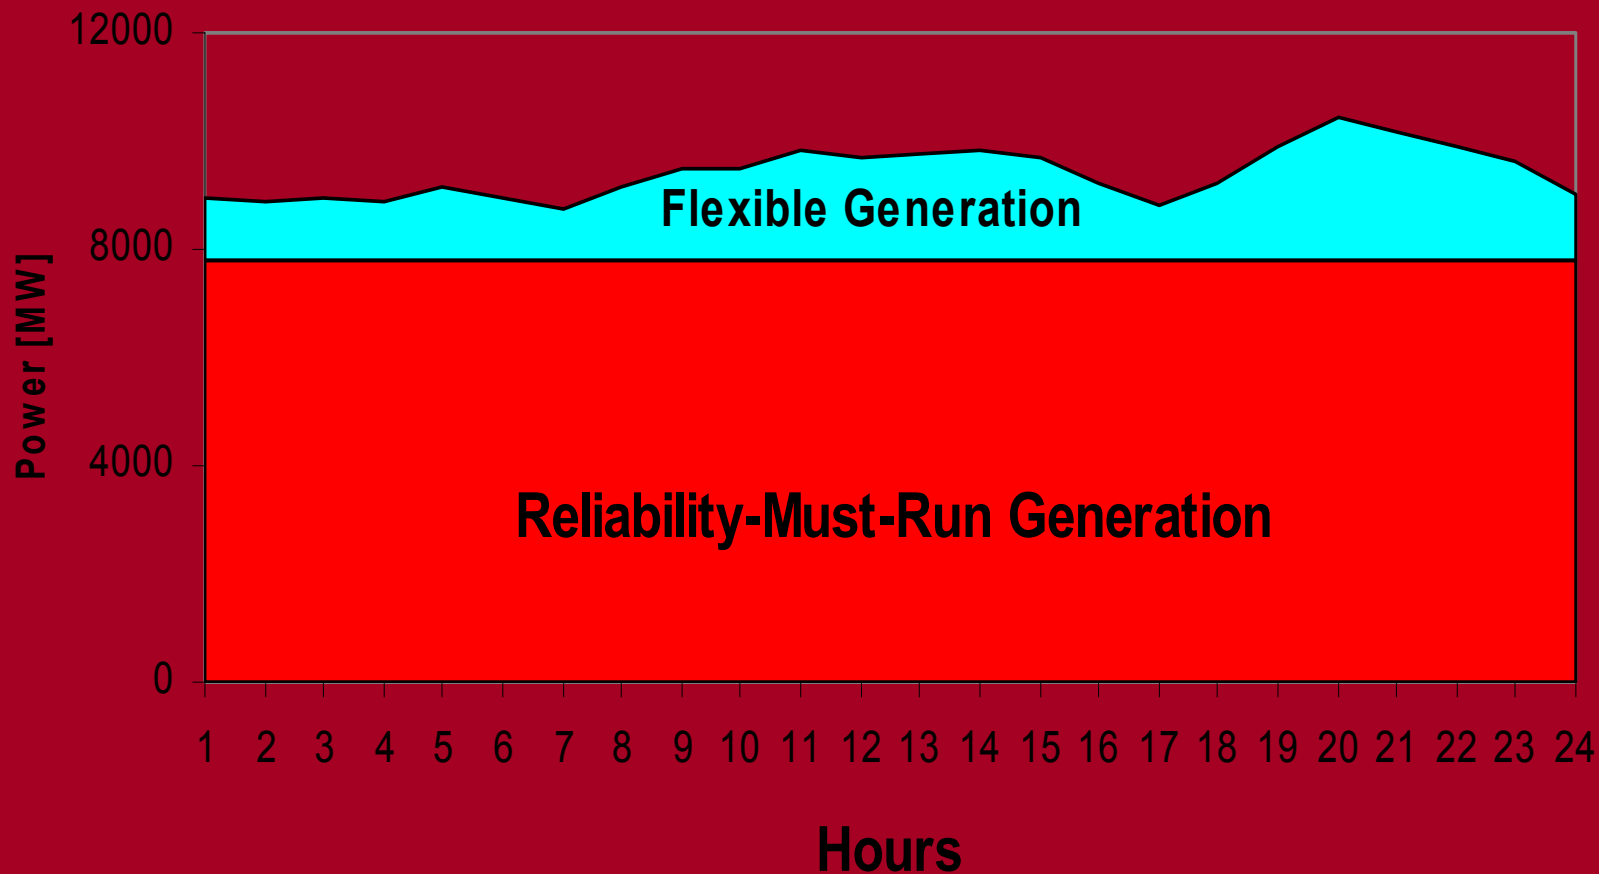 12000
8000
4000
0
Power [MW]
Flexible Generation
Reliability-Must-Run Generation
1 2 3 4 5 6 7 8 9 10 11 12 13 14 15 16 17 18 19 20 21 22 23 24
Hours